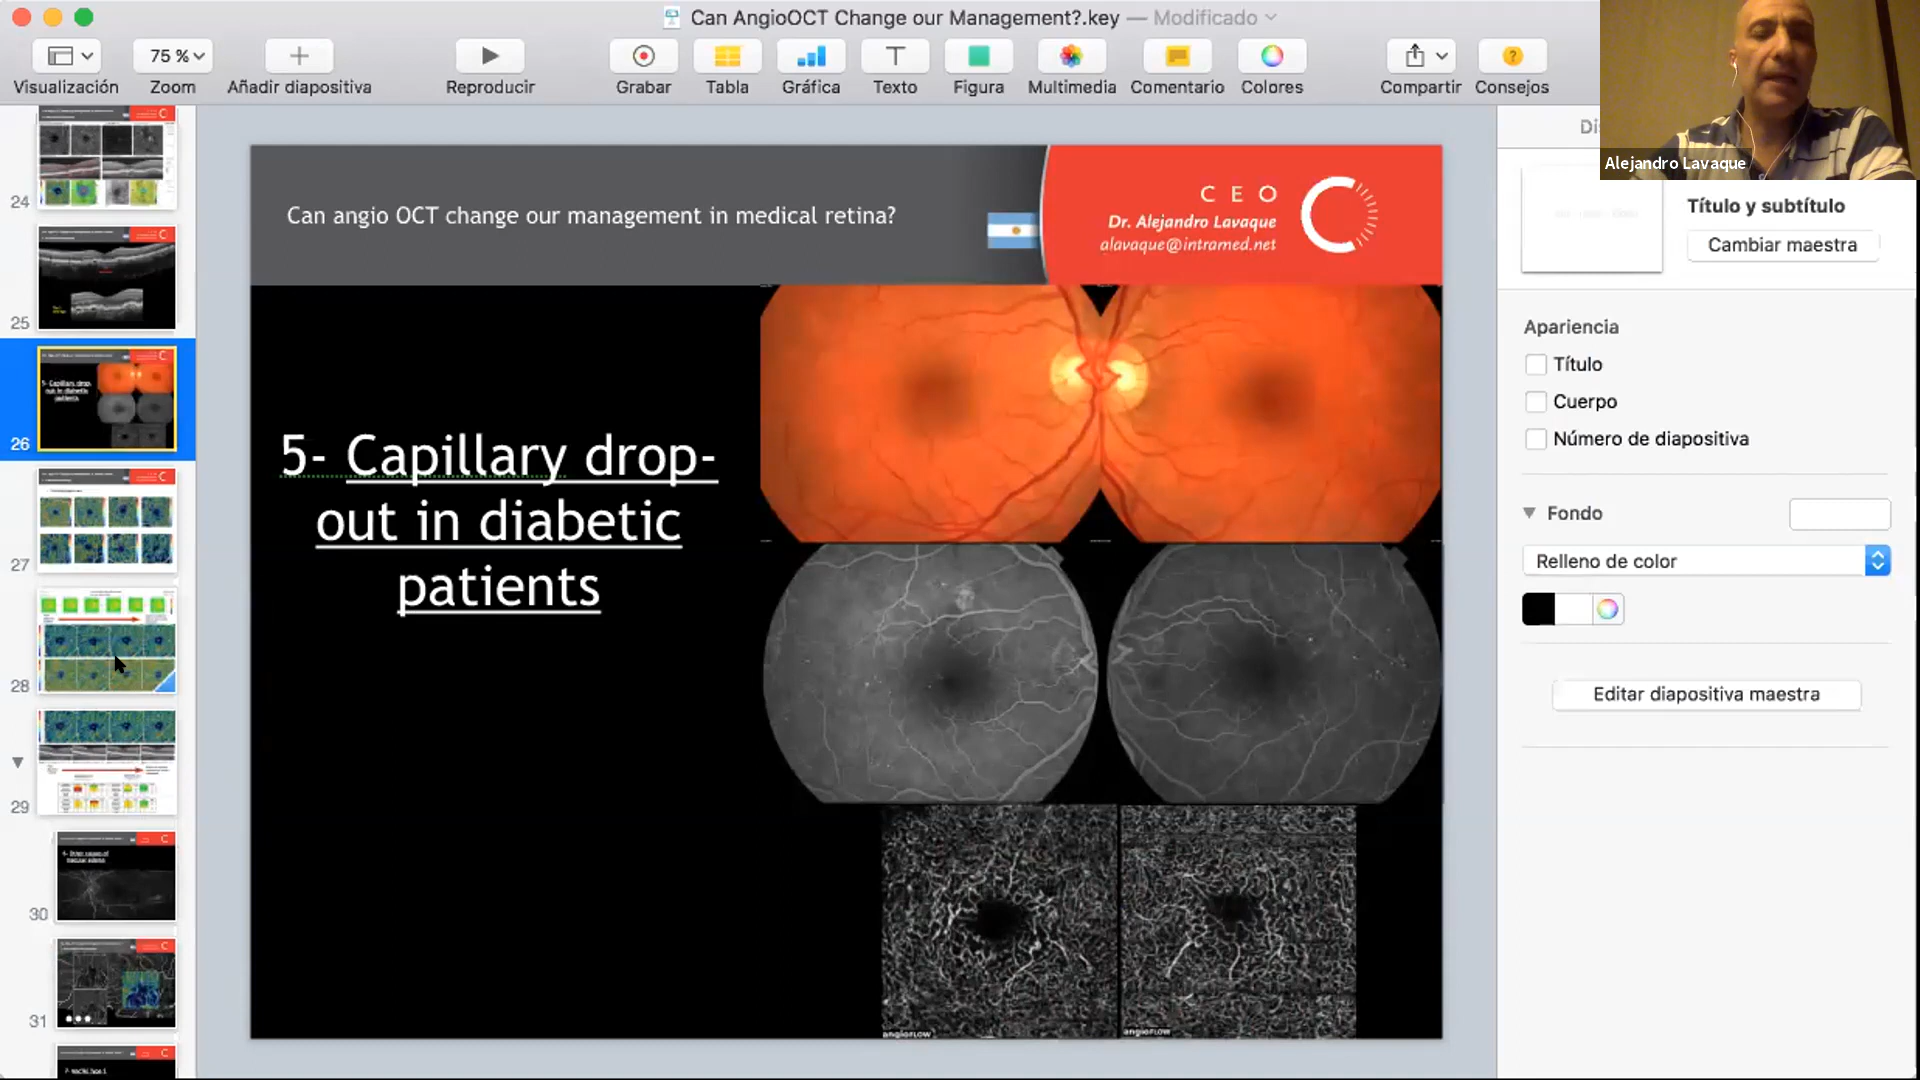 Can AngioOCT Change our Management?.key — Modificado
75 %
Visualización
Zoom
Añadir diapositiva
Reproducir
Grabar
Tabla
Gráfica
Texto
Figura
Multimedia
Comentario
Colores
Compartir
Consejos
Alejandro Lavaque
24
25
26
27
28
29
30
31
Can angio OCT change our management in medical retina?
CEO
Dr. Alejandro Lavaque
alavaque@intramed.net
5- Capillary drop-
out in diabetic
patients
angioFLOW
angioFLOW
Título y subtítulo
Cambiar maestra
Apariencia
Título
Cuerpo
Número de diapositiva
Fondo
Relleno de color
Editar diapositiva maestra